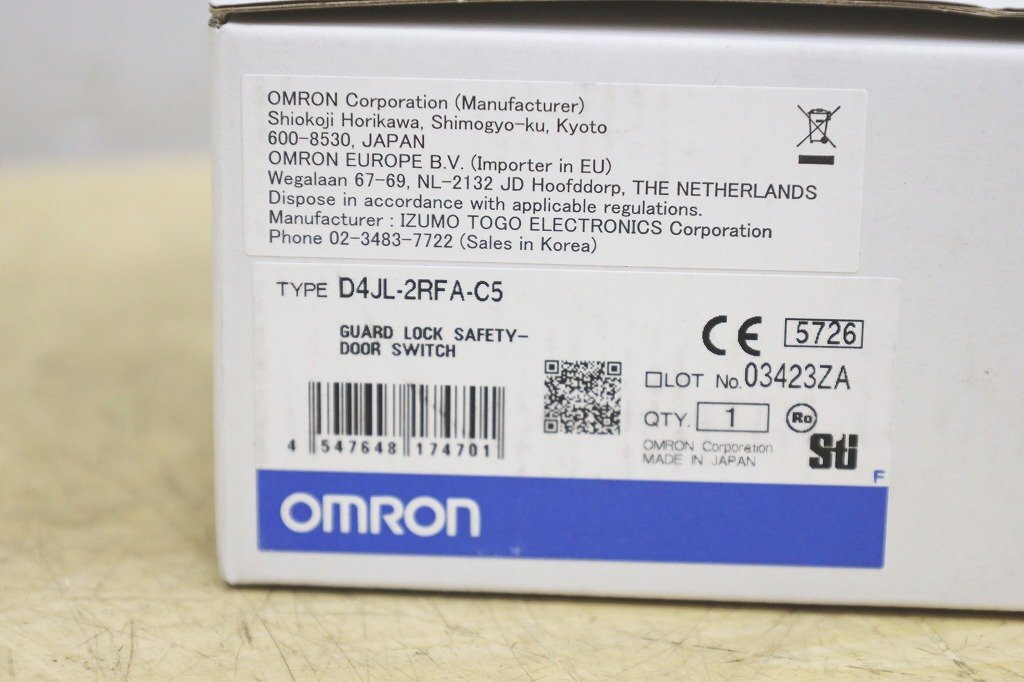 OMRON Corporation (Manufacturer)
Shiokoji Horikawa, Shimogyo-ku, Kyoto
600-8530, JAPAN
OMRON EUROPE B.V. (Importer in EU)
Wegalaan 67-69, NL-2132 JD Hoofddorp, THE NETHERLANDS
Dispose in accordance with applicable regulations.
Manufacturer : IZUMO TOGO ELECTRONICS Corporation
Phone 02-3483-7722 (Sales in Korea)
TYPE D4JL-2RFA-C5
GUARD LOCK SAFETY-
DOOR SWITCH
4 547648 174701
CE 5726
LOT No. 03423ZA
QTY. 1 Ro
OMRON Corporation
MADE IN JAPAN
Sti
F
OMRON